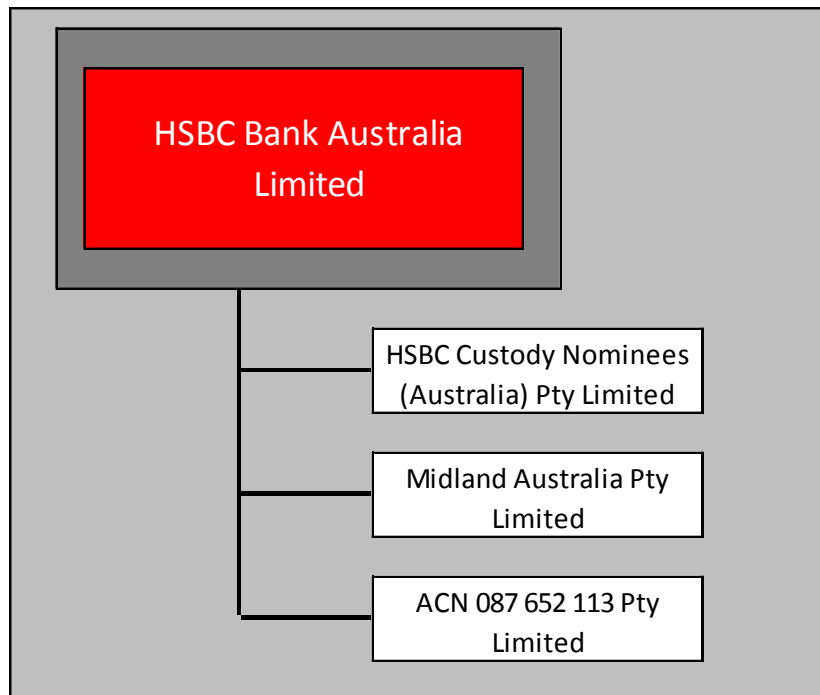 HSBC Bank Australia
Limited
HSBC Custody Nominees
(Australia) Pty Limited
Midland Australia Pty
Limited
ACN 087 652 113 Pty
Limited